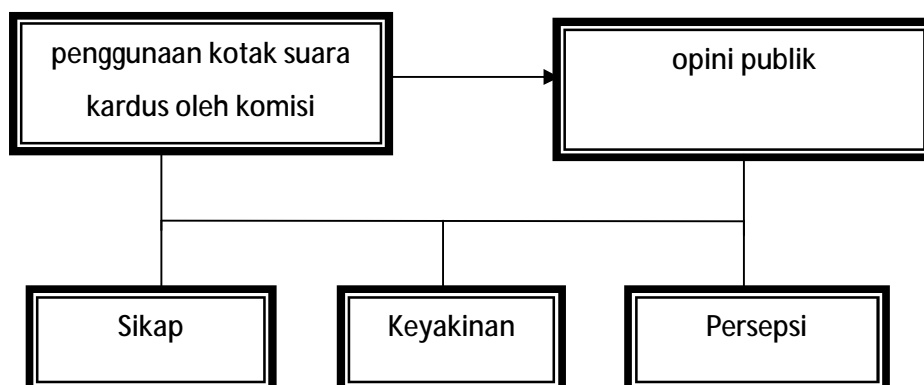 penggunaan kotak suara
kardus oleh komisi
opini publik
Sikap
Keyakinan
Persepsi